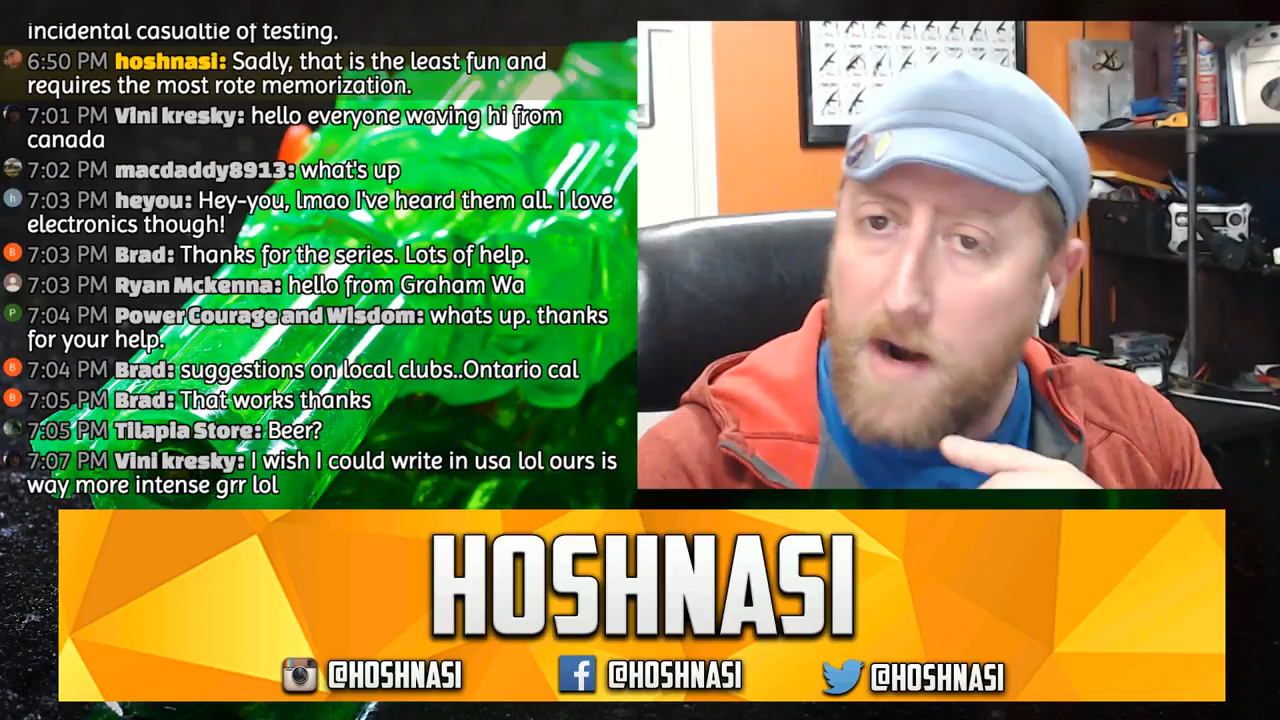 incidental casualtie of testing.
6:50 PM hoshnasi: Sadly, that is the least fun and
requires the most rote memorization.
7:01 PM Vini kresky: hello everyone waving hi from
canada
7:02 PM macdaddy8913: what's up
7:03 PM heyou: Hey-you, lmao I've heard them all. I love
electronics though!
7:03 PM Brad: Thanks for the series. Lots of help.
7:03 PM Ryan Mckenna: hello from Graham Wa
7:04 PM Power Courage and Wisdom: whats up. thanks
for your help.
7:04 PM Brad: suggestions on local clubs..Ontario cal
7:05 PM Brad: That works thanks
7:05 PM Tilapia Store: Beer?
7:07 PM Vini kresky: I wish I could write in usa lol ours is
way more intense grr lol
HOSHNASI
@HOSHNASI @HOSHNASI @HOSHNASI